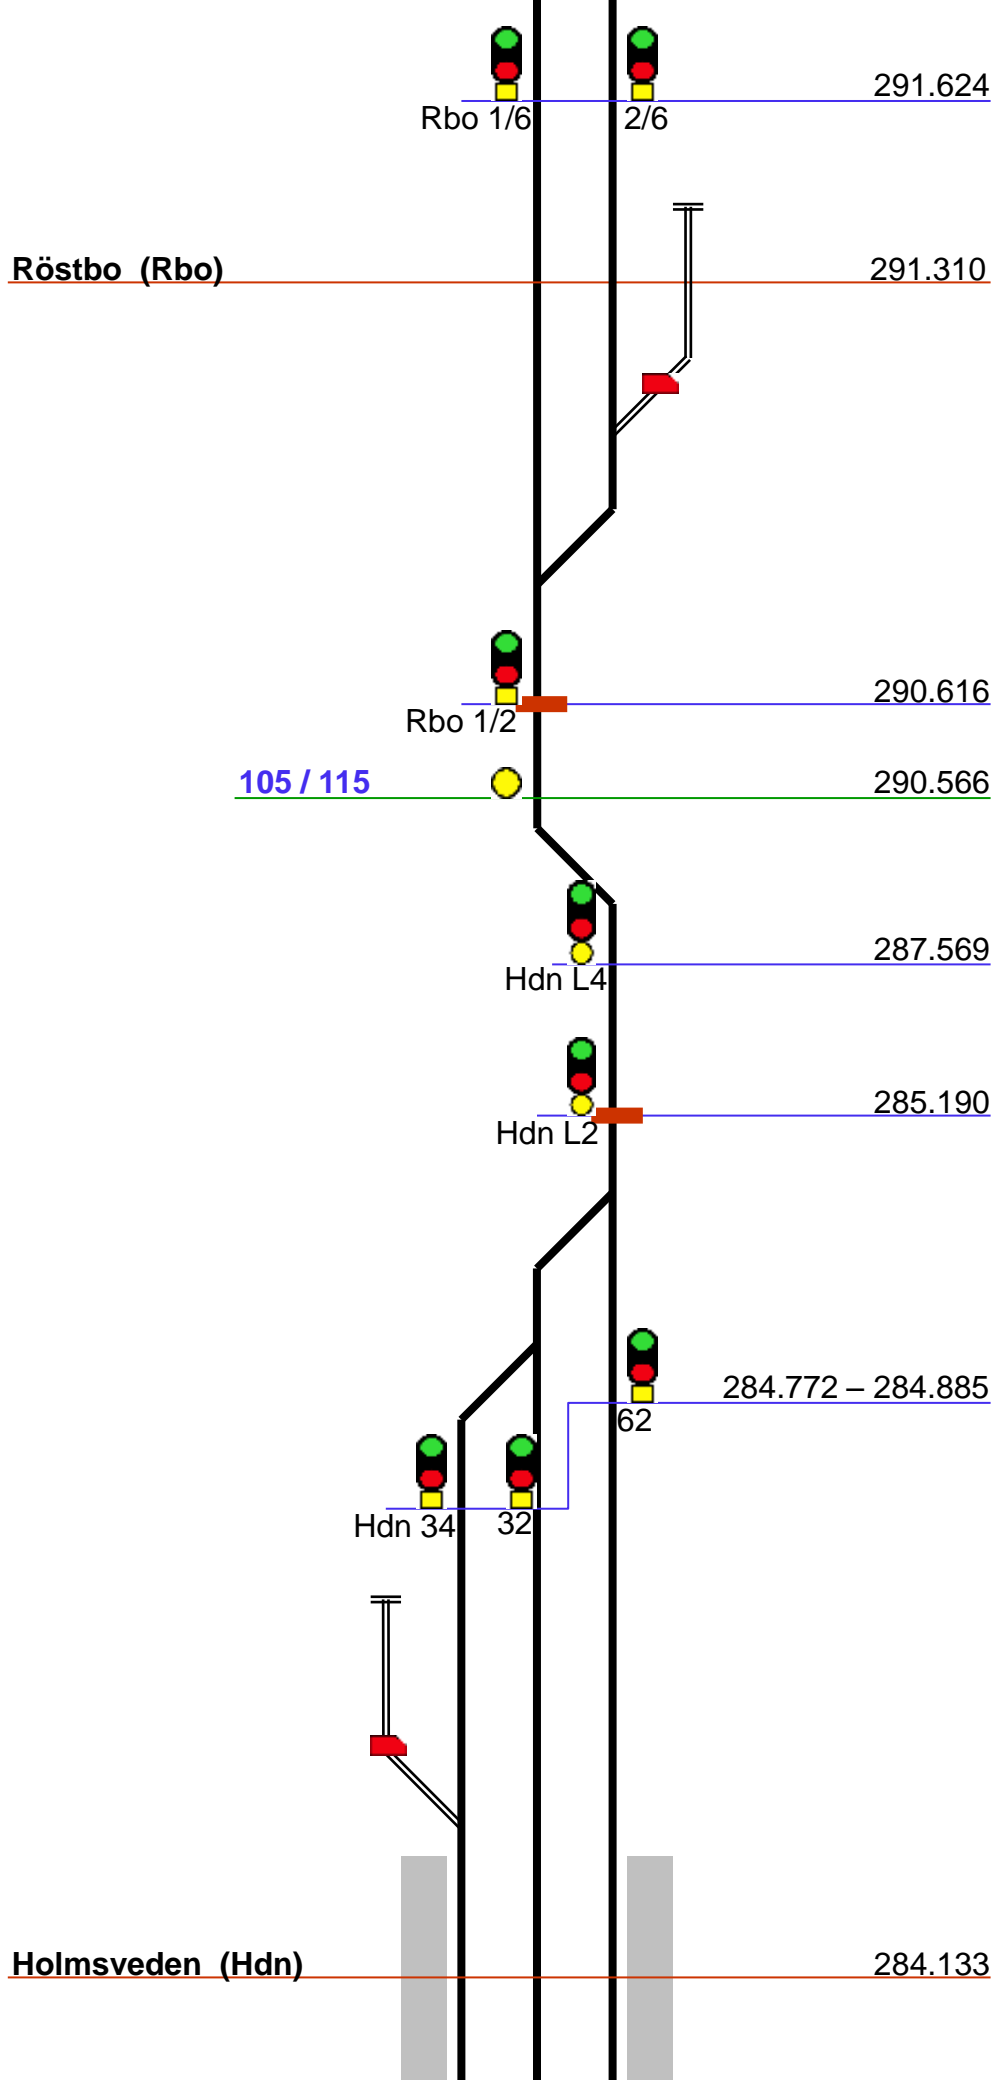 291.624
Rbo 1/6 2/6
Röstbo (Rbo) 291.310
290.616
Rbo 1/2
105 / 115 290.566
287.569
Hdn L4
285.190
Hdn L2
284.772 – 284.885
62
Hdn 34 32
Holmsveden (Hdn) 284.133